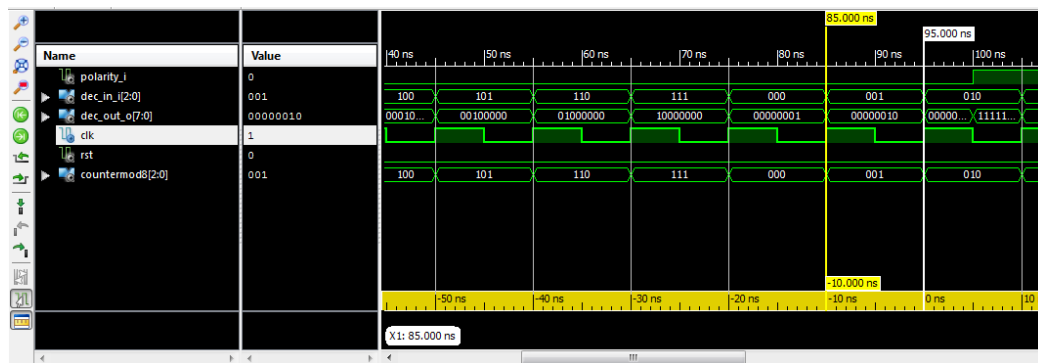 85.000 ns
95.000 ns
Name Value |40 ns |50 ns |60 ns |70 ns |80 ns |90 ns |100 ns
polarity_i 0
dec_in_i[2:0] 001 100 101 110 111 000 001 010
dec_out_o[7:0] 00000010 00010... 00100000 01000000 10000000 00000001 00000010 00000... 11111...
clk 1
rst 0
countermod8[2:0] 001 100 101 110 111 000 001 010
-10.000 ns
|-50 ns |-40 ns |-30 ns |-20 ns |-10 ns |0 ns |10
X1: 85.000 ns